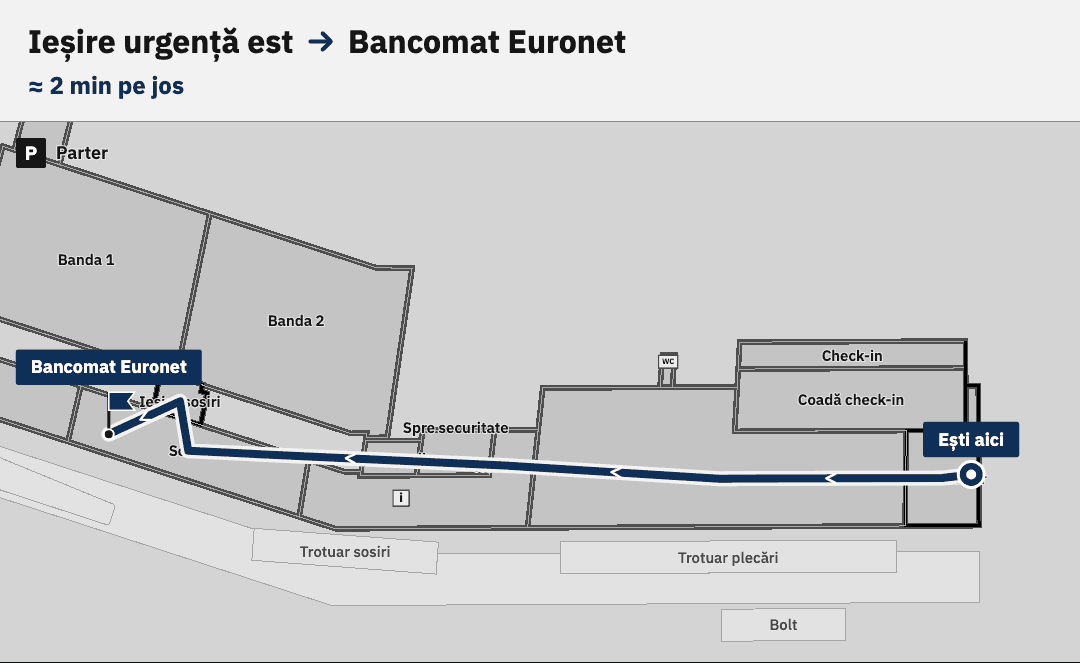 Ieșire urgență est → Bancomat Euronet
≈ 2 min pe jos
P Parter
Banda 1
Banda 2
Bancomat Euronet
WC
Check-in
Coadă check-in
Spre securitate
Ești aici
i
Trotuar sosiri
Trotuar plecări
Bolt